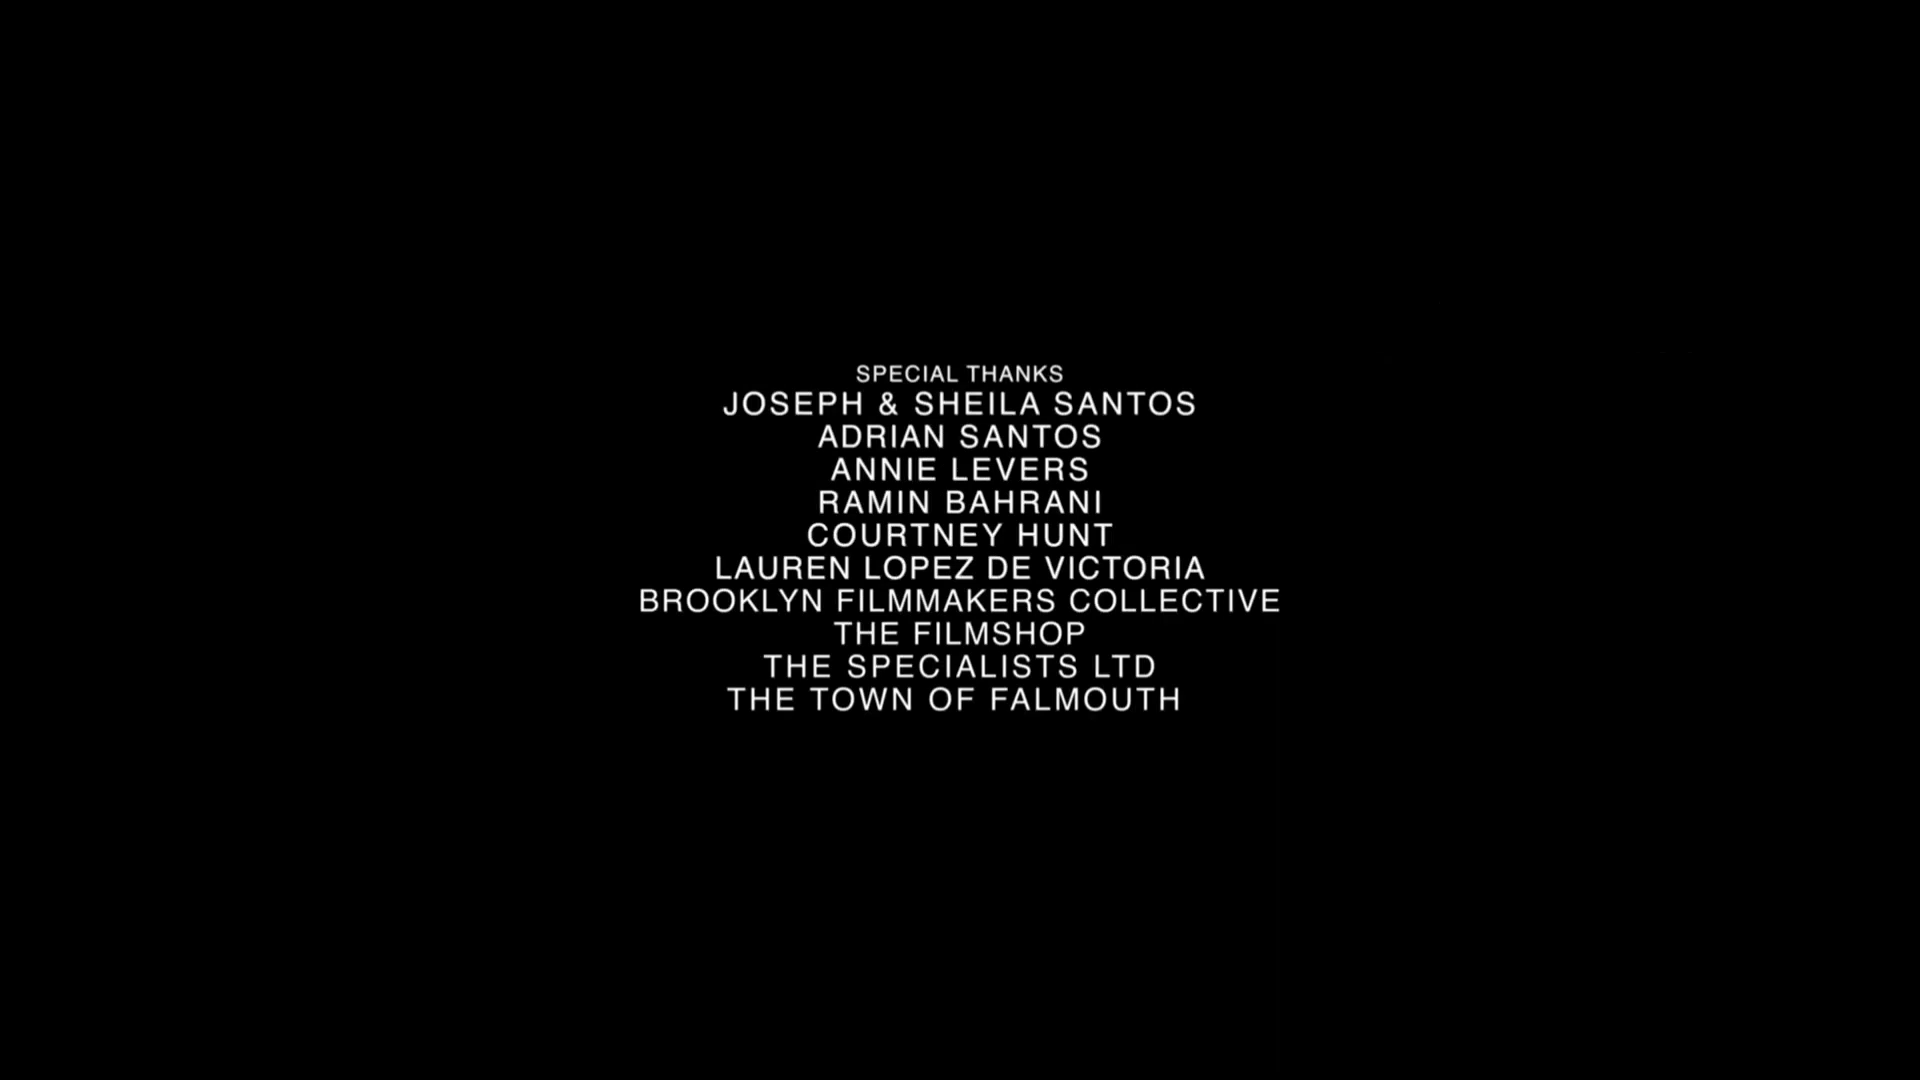 SPECIAL THANKS
JOSEPH & SHEILA SANTOS
ADRIAN SANTOS
ANNIE LEVERS
RAMIN BAHRANI
COURTNEY HUNT
LAUREN LOPEZ DE VICTORIA
BROOKLYN FILMMAKERS COLLECTIVE
THE FILMSHOP
THE SPECIALISTS LTD
THE TOWN OF FALMOUTH